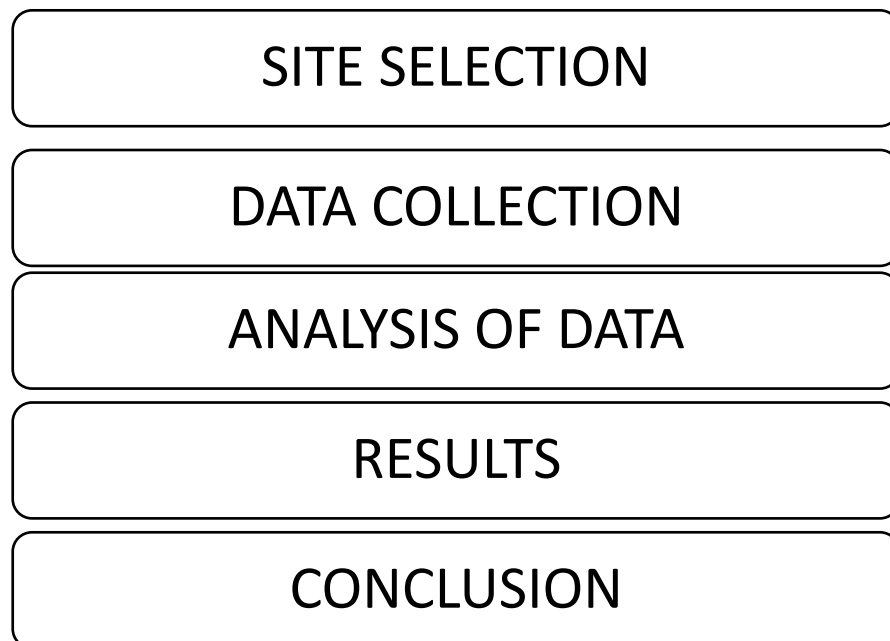 SITE SELECTION
DATA COLLECTION
ANALYSIS OF DATA
RESULTS
CONCLUSION